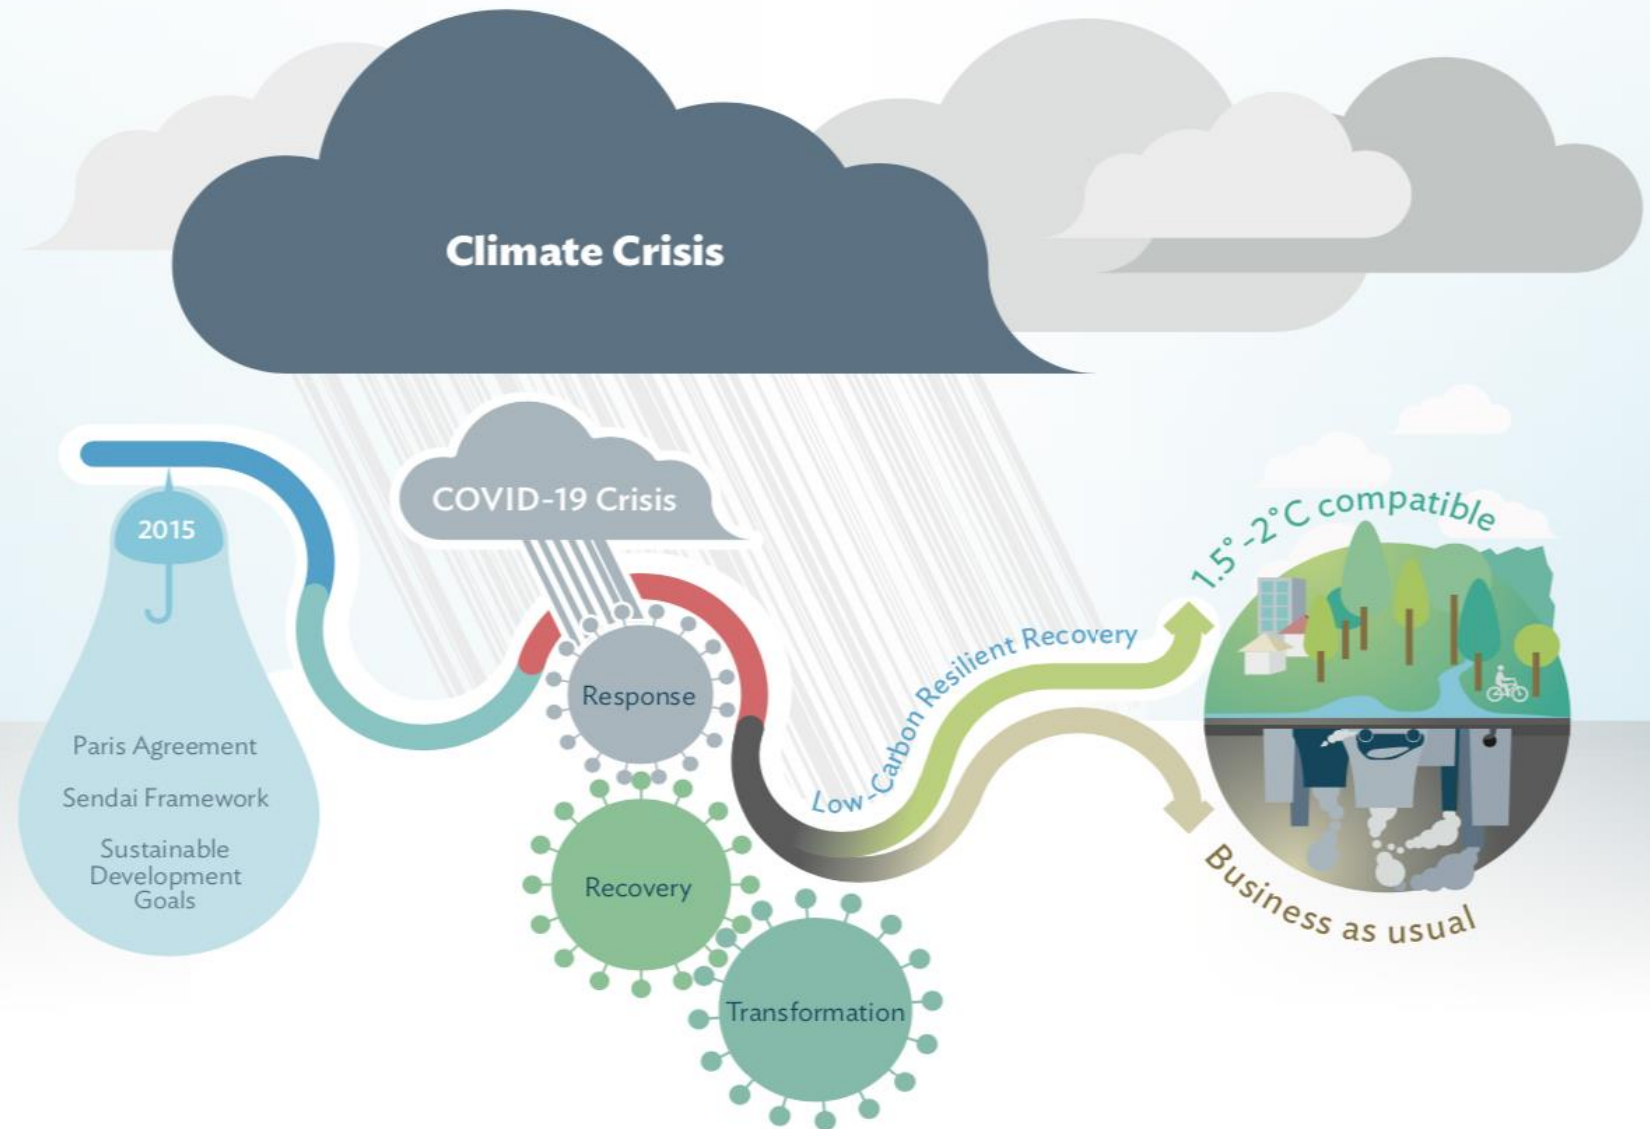 Climate Crisis
COVID-19 Crisis
2015
Paris Agreement
Sendai Framework
Sustainable
Development
Goals
Response
Recovery
Transformation
Low-Carbon Resilient Recovery
1.5°-2°C compatible
Business as usual